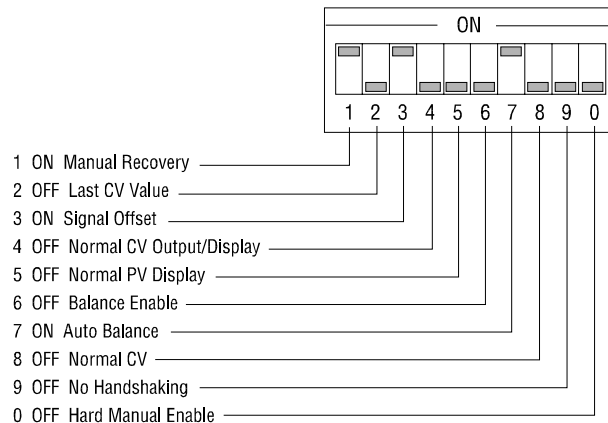 ON
1 2 3 4 5 6 7 8 9 0
1 ON Manual Recovery
2 OFF Last CV Value
3 ON Signal Offset
4 OFF Normal CV Output/Display
5 OFF Normal PV Display
6 OFF Balance Enable
7 ON Auto Balance
8 OFF Normal CV
9 OFF No Handshaking
0 OFF Hard Manual Enable